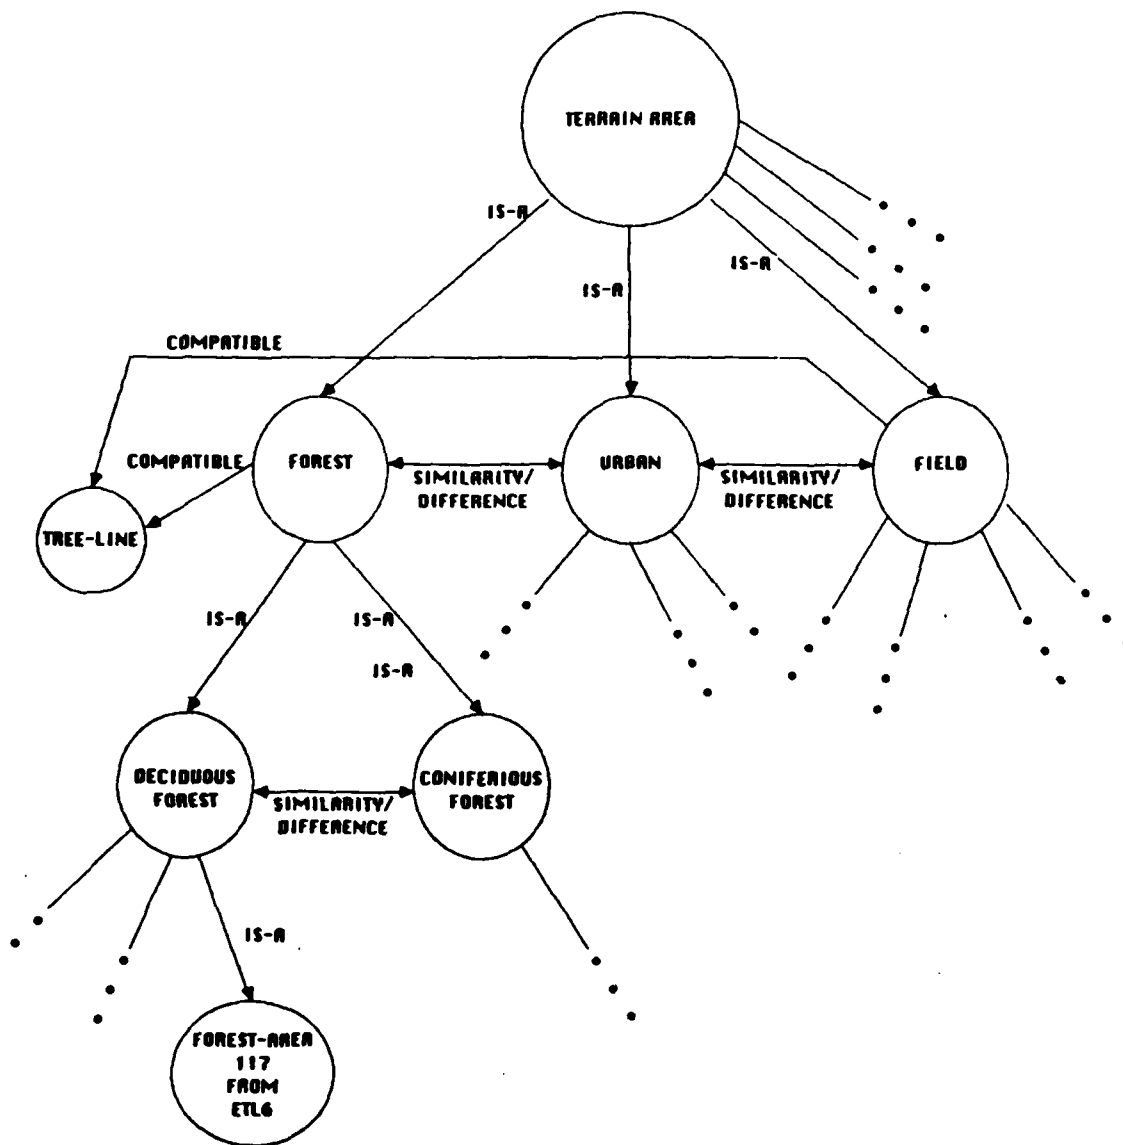 TERRAIN AREA
IS-A
IS-A
IS-A
COMPATIBLE
COMPATIBLE
FOREST
URBAN
FIELD
SIMILARITY/
DIFFERENCE
SIMILARITY/
DIFFERENCE
TREE-LINE
IS-A
IS-A
IS-A
DECIDUOUS
FOREST
CONIFERIOUS
FOREST
SIMILARITY/
DIFFERENCE
IS-A
FOREST-AREA
117
FROM
ETL6